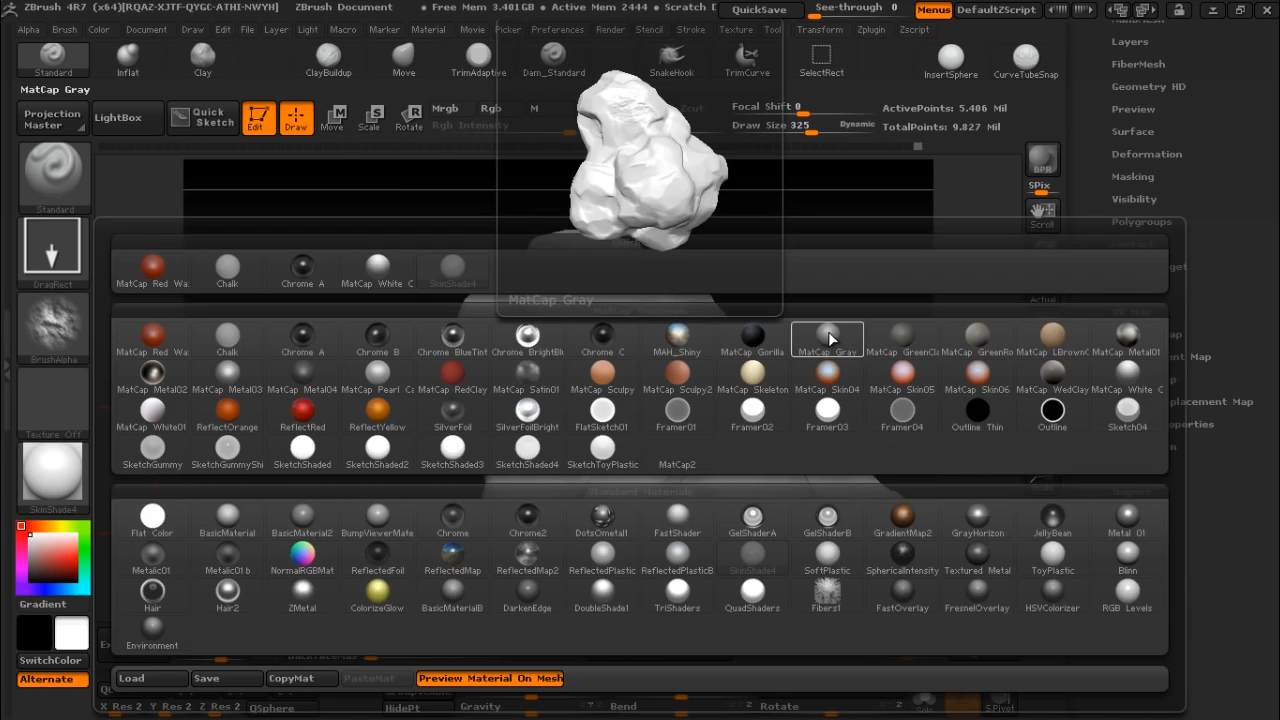 ZBrush 4R7 (x64)[RQAZ-XJTF-QYGC-ATHI-NWYH] ZBrush Document • Free Mem 3.401GB • Active Mem 2444 • Scratch D QuickSave See-through 0 Menus DefaultZScript
Alpha Brush Color Document Draw Edit File Layer Light Macro Marker Material Movie Picker Preferences Render Stencil Stroke Texture Tool Transform Zplugin Zscript
Standard Inflat Clay ClayBuildup Move TrimAdaptive Dam_Standard SnakeHook TrimCurve SelectRect InsertSphere CurveTubeSnap
MatCap Gray
Projection Master LightBox Quick Sketch Edit Draw Move Scale Rotate Mrgb Rgb M Zcut Focal Shift 0 ActivePoints: 5.406 Mil
Rgb Intensity Draw Size 325 Dynamic TotalPoints: 9.827 Mil
Layers
FiberMesh
Geometry HD
Preview
Surface
Deformation
Masking
Visibility
Polygroups
BPR
SPix
Scroll
Actual
Standard
DragRect
BrushAlpha
Texture Off
SkinShade4
Gradient
SwitchColor
Alternate
MatCap Red Wa: Chalk Chrome A MatCap White C SkinShade4
MatCap Gray
MatCap Red Wa: Chalk Chrome A Chrome B Chrome BlueTint Chrome BrightBlu Chrome C MAH_Shiny MatCap Gorilla MatCap Gray MatCap GreenCla MatCap GreenRo MatCap LBrownC MatCap Metal01
MatCap Metal02 MatCap Metal03 MatCap Metal04 MatCap Pearl Ca MatCap RedClay MatCap Satin01 MatCap Sculpy MatCap Sculpy2 MatCap Skeleton MatCap Skin04 MatCap Skin05 MatCap Skin06 MatCap WedClay MatCap White C
MatCap White01 ReflectOrange ReflectRed ReflectYellow SilverFoil SilverFoilBright FlatSketch01 Framer01 Framer02 Framer03 Framer04 Outline Thin Outline Sketch04
SketchGummy SketchGummyShi SketchShaded SketchShaded2 SketchShaded3 SketchShaded4 SketchToyPlastic MatCap2
Standard Materials
Flat Color BasicMaterial BasicMaterial2 BumpViewerMate Chrome Chrome2 DotsOmetal1 FastShader GelShaderA GelShaderB GradientMap2 GrayHorizon JellyBean Metal 01
Metalic01 Metalic01 b NormalRGBMat ReflectedFoil ReflectedMap ReflectedMap2 ReflectedPlastic ReflectedPlasticB SkinShade4 SoftPlastic SphericalIntensity Textured Metal ToyPlastic Blinn
Hair Hair2 ZMetal ColorizeGlow BasicMaterialB DarkenEdge DoubleShade1 TriShaders QuadShaders Fibers1 FastOverlay FresnelOverlay HSVColorizer RGB Levels
Environment
Load Save CopyMat PasteMat Preview Material On Mesh
X Res 2 Y Res 2 Z Res 2 QSphere HidePt Gravity Bend Rotate Solo S.Pivot